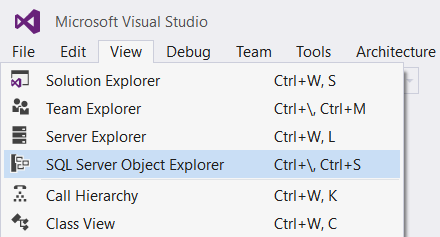 Microsoft Visual Studio
File Edit View Debug Team Tools Architecture
Solution Explorer Ctrl+W, S
Team Explorer Ctrl+\, Ctrl+M
Server Explorer Ctrl+W, L
SQL Server Object Explorer Ctrl+\, Ctrl+S
Call Hierarchy Ctrl+W, K
Class View Ctrl+W, C